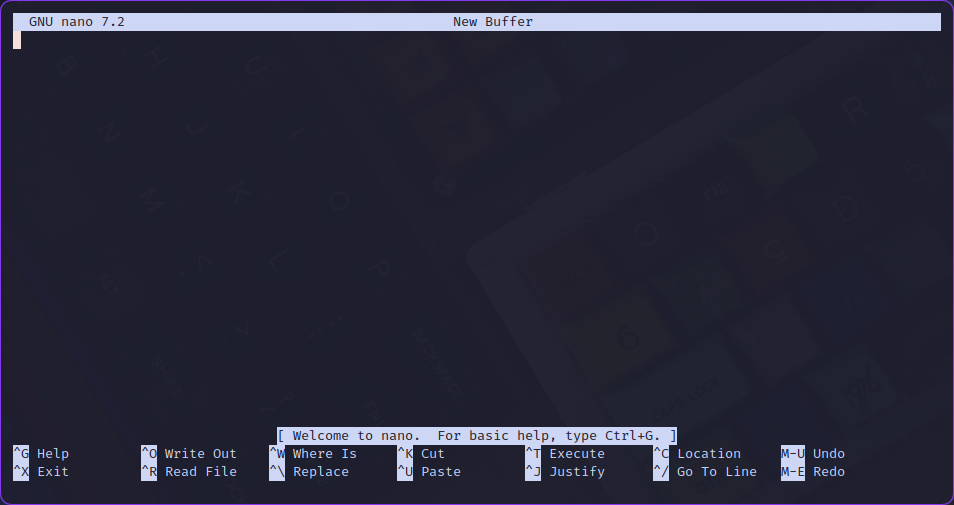 GNU nano 7.2 New Buffer
[ Welcome to nano.  For basic help, type Ctrl+G. ]
^G Help ^O Write Out ^W Where Is ^K Cut ^T Execute ^C Location M-U Undo
^X Exit ^R Read File ^\ Replace ^U Paste ^J Justify ^/ Go To Line M-E Redo